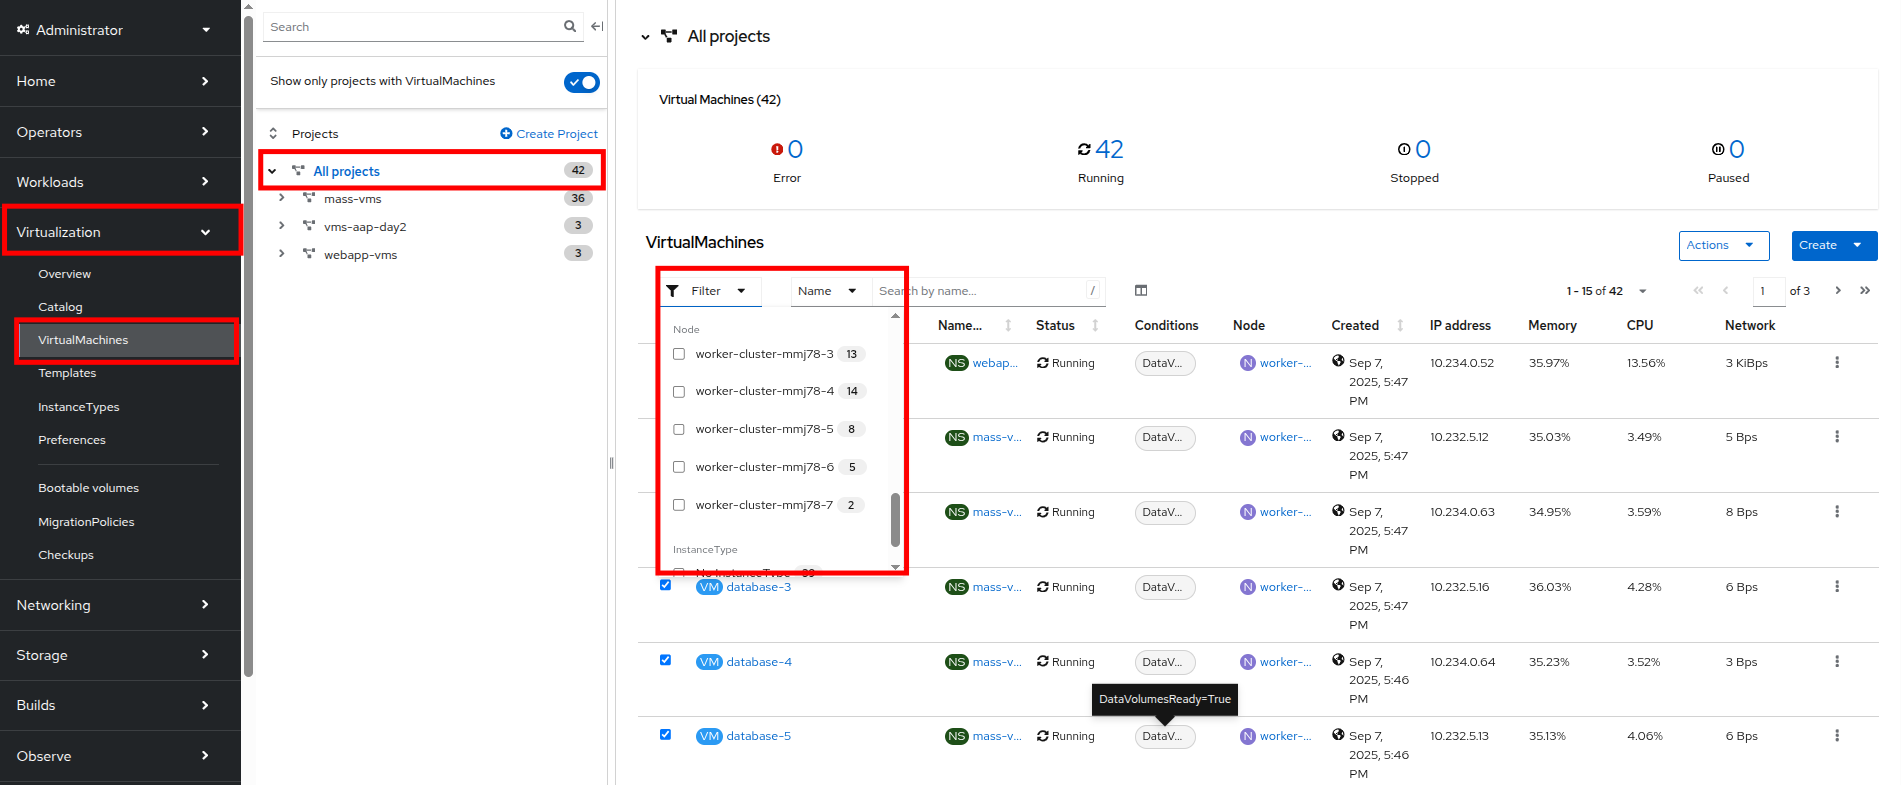 Administrator
Home
Operators
Workloads
Virtualization
Overview
Catalog
VirtualMachines
Templates
InstanceTypes
Preferences
Bootable volumes
MigrationPolicies
Checkups
Networking
Storage
Builds
Observe
Search
Show only projects with VirtualMachines
Projects Create Project
All projects 42
mass-vms 36
vms-aap-day2 3
webapp-vms 3
All projects
Virtual Machines (42)
0 42 0 0
Error Running Stopped Paused
VirtualMachines Actions Create
Filter Name Search by name... / 1 - 15 of 42 1 of 3
Name... Status Conditions Node Created IP address Memory CPU Network
Node
worker-cluster-mmj78-3 13
worker-cluster-mmj78-4 14
worker-cluster-mmj78-5 8
worker-cluster-mmj78-6 5
worker-cluster-mmj78-7 2
InstanceType
No InstanceType 39
NS webap... Running DataV... N worker-... Sep 7, 10.234.0.52 35.97% 13.56% 3 KiBps
2025, 5:47
PM
NS mass-v... Running DataV... N worker-... Sep 7, 10.232.5.12 35.03% 3.49% 5 Bps
2025, 5:47
PM
NS mass-v... Running DataV... N worker-... Sep 7, 10.234.0.63 34.95% 3.59% 8 Bps
2025, 5:47
PM
VM database-3 NS mass-v... Running DataV... N worker-... Sep 7, 10.232.5.16 36.03% 4.28% 6 Bps
2025, 5:47
PM
VM database-4 NS mass-v... Running DataV... N worker-... Sep 7, 10.234.0.64 35.23% 3.52% 3 Bps
2025, 5:46
PM
DataVolumesReady=True
VM database-5 NS mass-v... Running DataV... N worker-... Sep 7, 10.232.5.13 35.13% 4.06% 6 Bps
2025, 5:46
PM